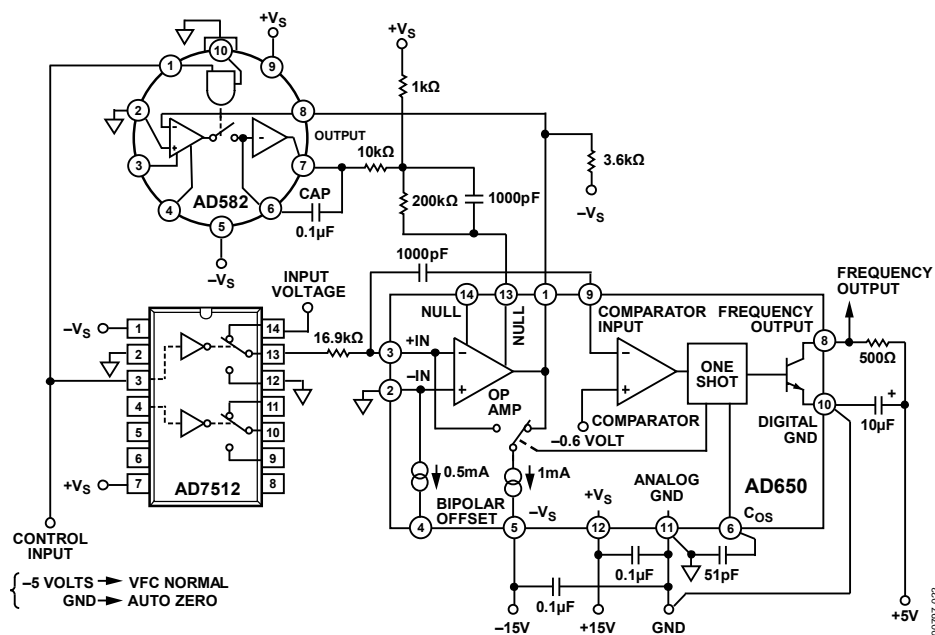 +VS
10
1
9
2
8
3
7
4
6
5
AD582
OUTPUT
CAP
0.1µF
–VS
+VS
1kΩ
10kΩ
200kΩ
1000pF
3.6kΩ
–VS
1000pF
INPUT
VOLTAGE
16.9kΩ
–VS
1
2
3
4
5
6
7
+VS
14
13
12
11
10
9
8
AD7512
CONTROL
INPUT
–5 VOLTS
VFC NORMAL
GND
AUTO ZERO
14
13
1
9
NULL
NULL
3
+IN
2
–IN
OP
AMP
COMPARATOR
INPUT
COMPARATOR
–0.6 VOLT
ONE
SHOT
FREQUENCY
OUTPUT
FREQUENCY
OUTPUT
8
500Ω
10
DIGITAL
GND
+
10µF
0.5mA
1mA
BIPOLAR
OFFSET
4
–VS
5
+VS
12
ANALOG
GND
11
COS
6
AD650
0.1µF
0.1µF
51pF
–15V
+15V
GND
+5V